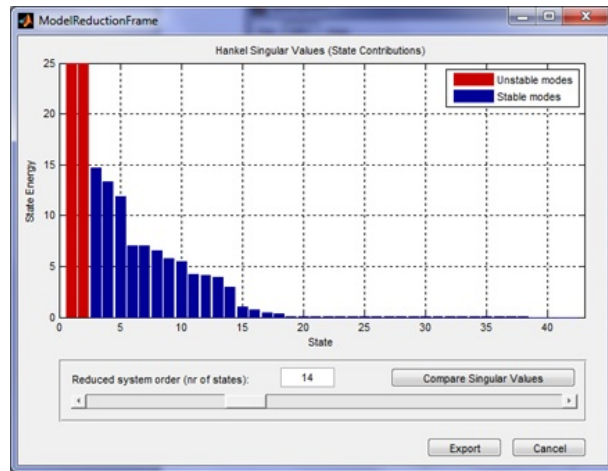 ModelReductionFrame
Hankel Singular Values (State Contributions)
Unstable modes
Stable modes
State Energy
25
20
15
10
5
0
0 5 10 15 20 25 30 35 40
State
Reduced system order (nr of states): 14 Compare Singular Values
Export Cancel